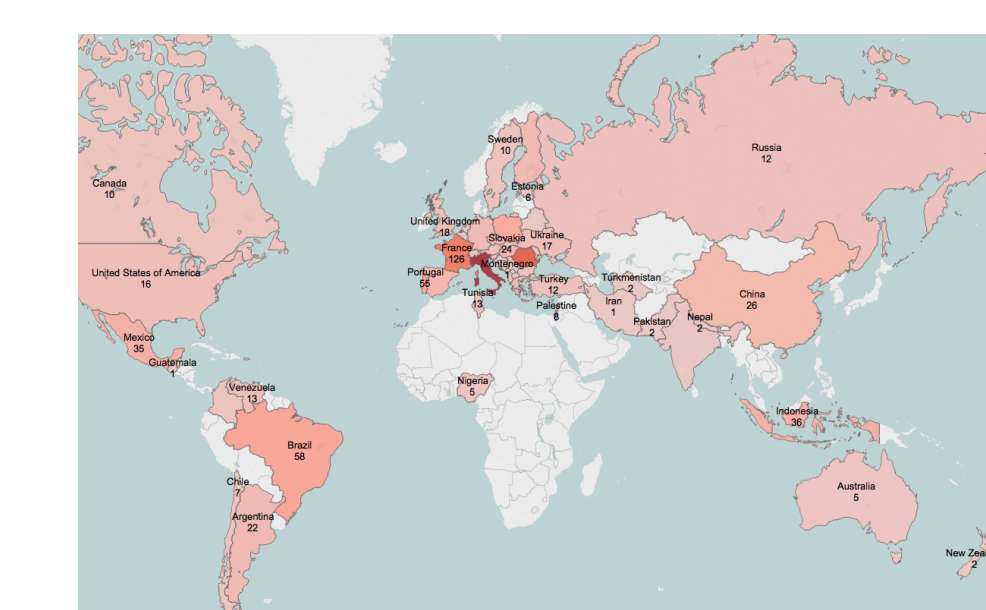 Sweden
10
Russia
12
Canada
10
Estonia
6
United Kingdom
18
Slovakia
24
Ukraine
17
France
126
Montenegro
1
United States of America
16
Portugal
55
Turkey
12
Turkmenistan
2
Tunisia
13
Palestine
8
Iran
1
China
26
Pakistan
2
Nepal
2
Mexico
35
Guatemala
1
Nigeria
5
Venezuela
13
Indonesia
36
Brazil
58
Chile
7
Australia
5
Argentina
22
New Zea
2